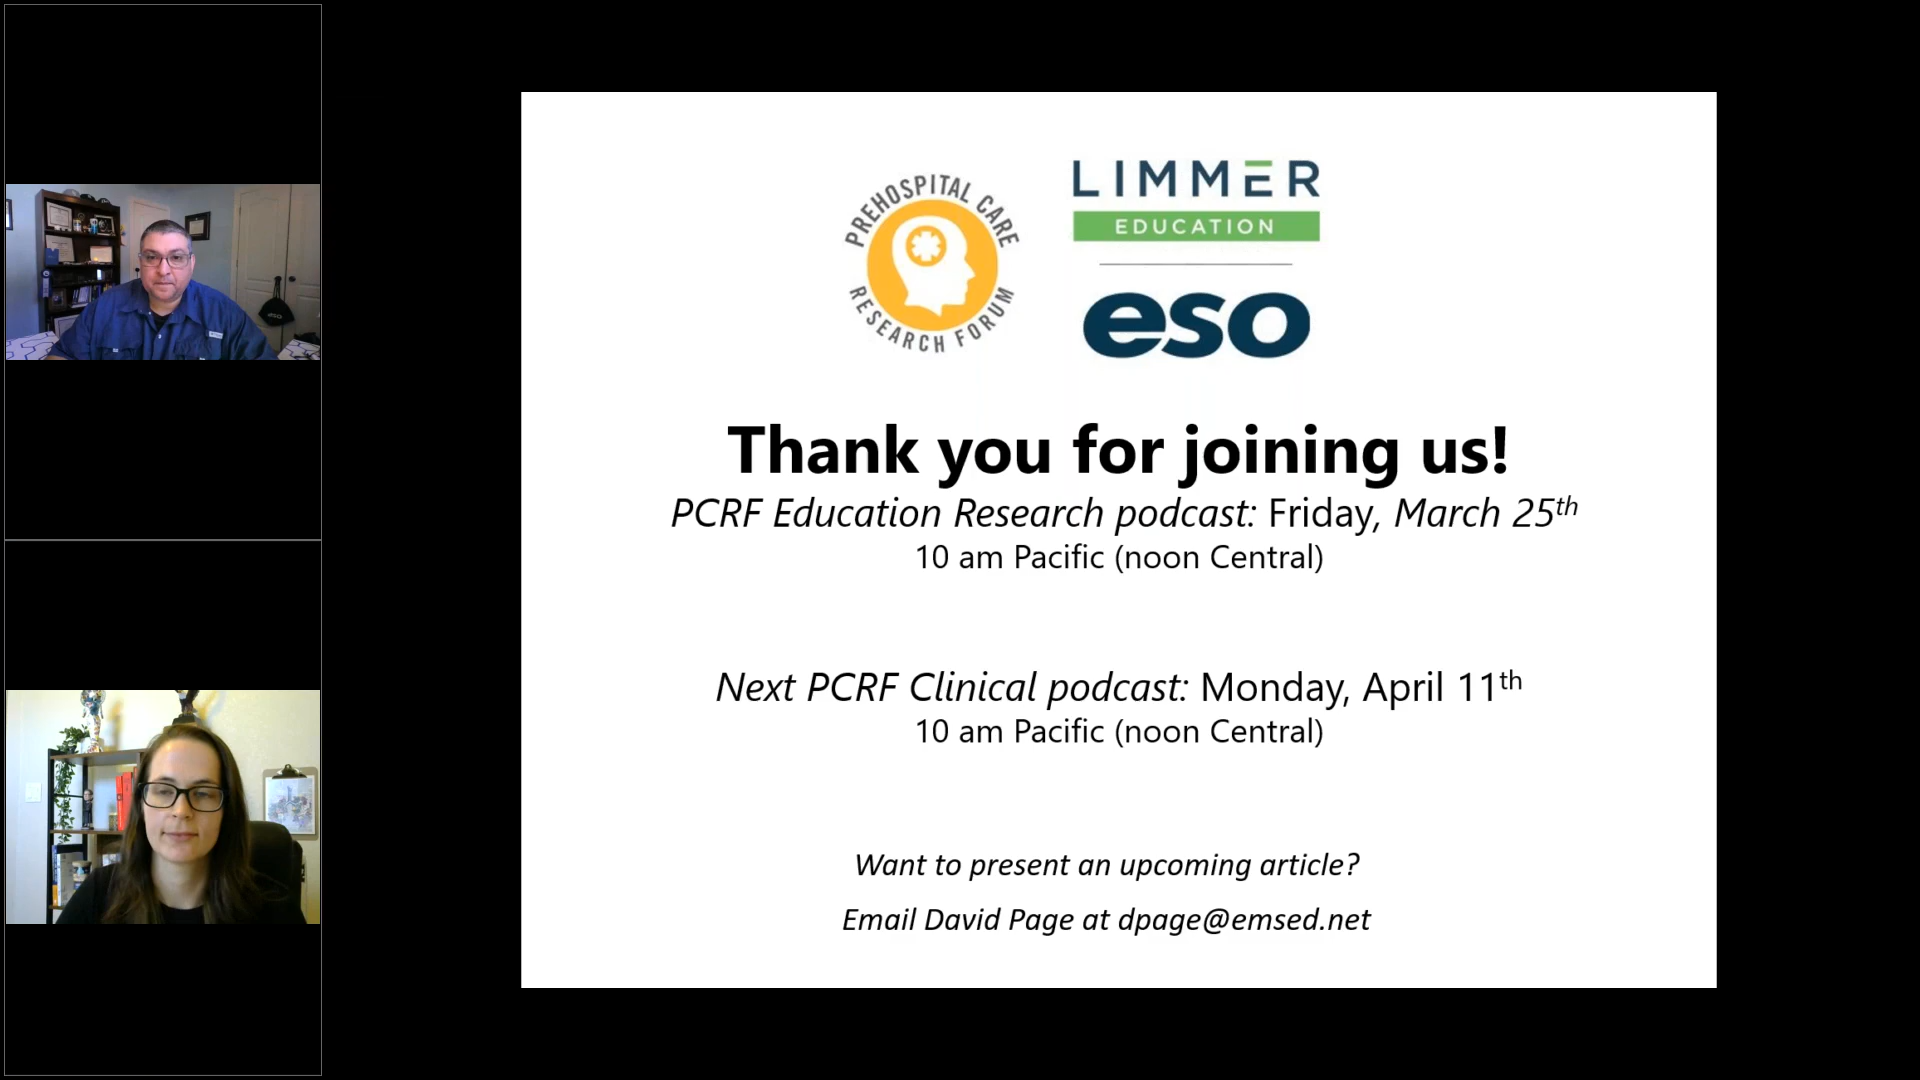 PREHOSPITAL CARE
RESEARCH FORUM
LIMMER
EDUCATION
eso
Thank you for joining us!
PCRF Education Research podcast: Friday, March 25th
10 am Pacific (noon Central)
Next PCRF Clinical podcast: Monday, April 11th
10 am Pacific (noon Central)
Want to present an upcoming article?
Email David Page at dpage@emsed.net